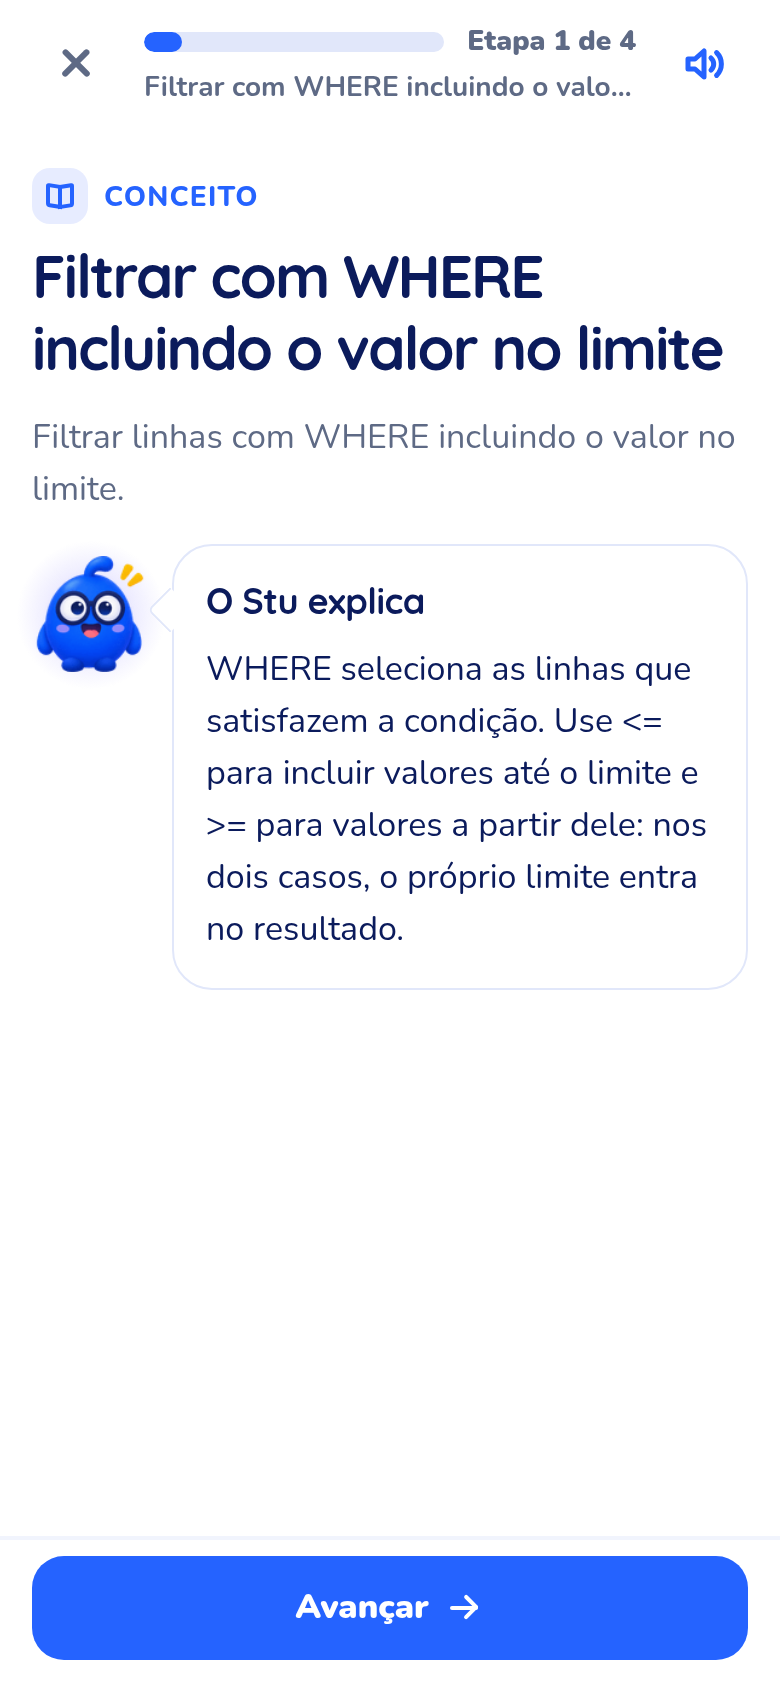 Etapa 1 de 4
Filtrar com WHERE incluindo o valo...
CONCEITO
Filtrar com WHERE
incluindo o valor no limite
Filtrar linhas com WHERE incluindo o valor no
limite.
O Stu explica
WHERE seleciona as linhas que
satisfazem a condição. Use <=
para incluir valores até o limite e
>= para valores a partir dele: nos
dois casos, o próprio limite entra
no resultado.
Avançar →